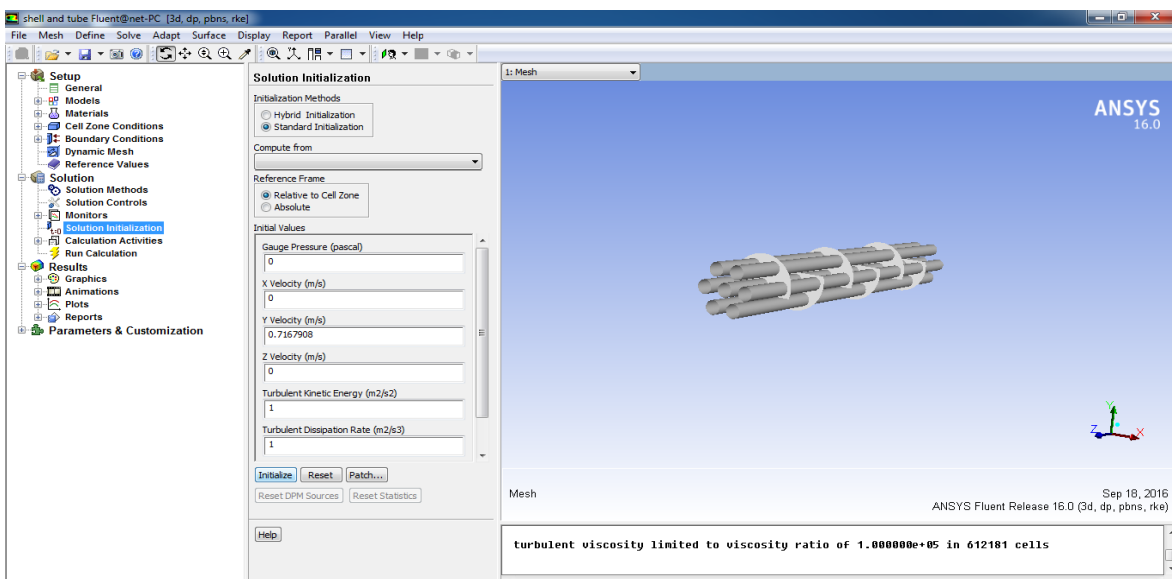 shell and tube Fluent@net-PC [3d, dp, pbns, rke]
File Mesh Define Solve Adapt Surface Display Report Parallel View Help
Setup
General
Models
Materials
Cell Zone Conditions
Boundary Conditions
Dynamic Mesh
Reference Values
Solution
Solution Methods
Solution Controls
Monitors
t=0 Solution Initialization
Calculation Activities
Run Calculation
Results
Graphics
Animations
Plots
Reports
Parameters & Customization
Solution Initialization
Initialization Methods
Hybrid Initialization
Standard Initialization
Compute from
Reference Frame
Relative to Cell Zone
Absolute
Initial Values
Gauge Pressure (pascal)
0
X Velocity (m/s)
0
Y Velocity (m/s)
0.7167908
Z Velocity (m/s)
0
Turbulent Kinetic Energy (m2/s2)
1
Turbulent Dissipation Rate (m2/s3)
1
Initialize Reset Patch...
Reset DPM Sources Reset Statistics
Help
1: Mesh
ANSYS
16.0
Y
Z X
Mesh
Sep 18, 2016
ANSYS Fluent Release 16.0 (3d, dp, pbns, rke)
turbulent viscosity limited to viscosity ratio of 1.000000e+05 in 612181 cells